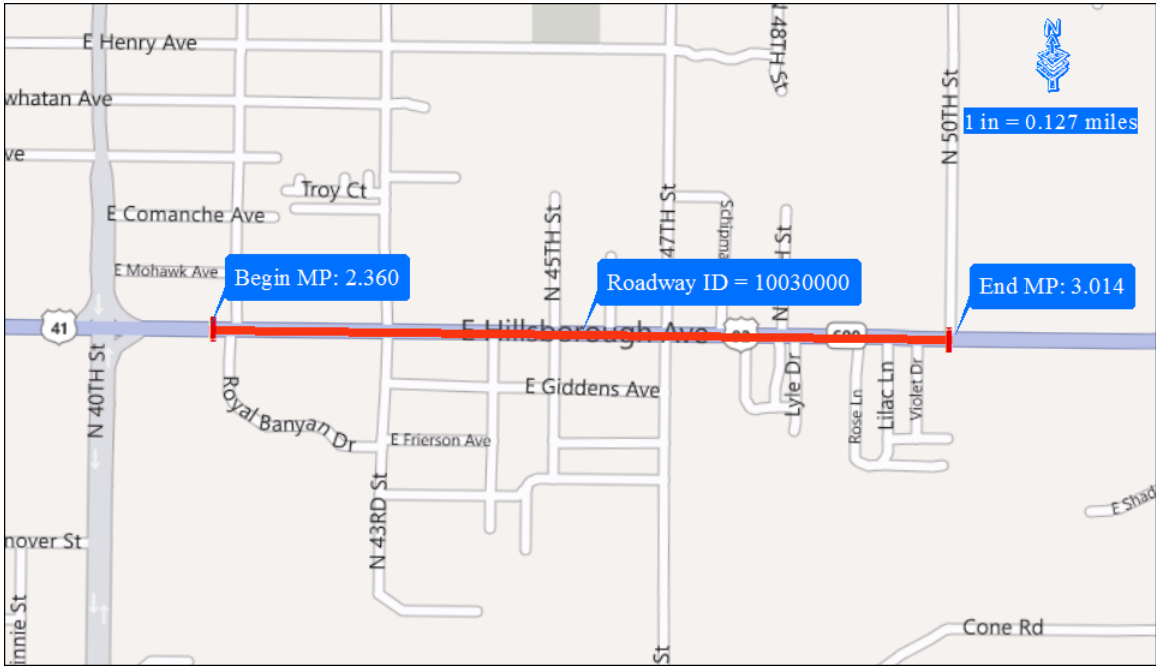 E Henry Ave
N 48TH St
N
whatan Ave
1 in = 0.127 miles
N 50TH St
ve
Troy Ct
E Comanche Ave
N 45TH St
47TH St
H St
E Mohawk Ave
Begin MP: 2.360
Roadway ID = 10030000
End MP: 3.014
41
E Hillsborough Ave
N 40TH St
Royal Banyan Dr
E Giddens Ave
Lyle Dr
Rose Ln
Lilac Ln
Violet Dr
E Frierson Ave
N 43RD St
E Shad
nover St
nnie St
Cone Rd
St